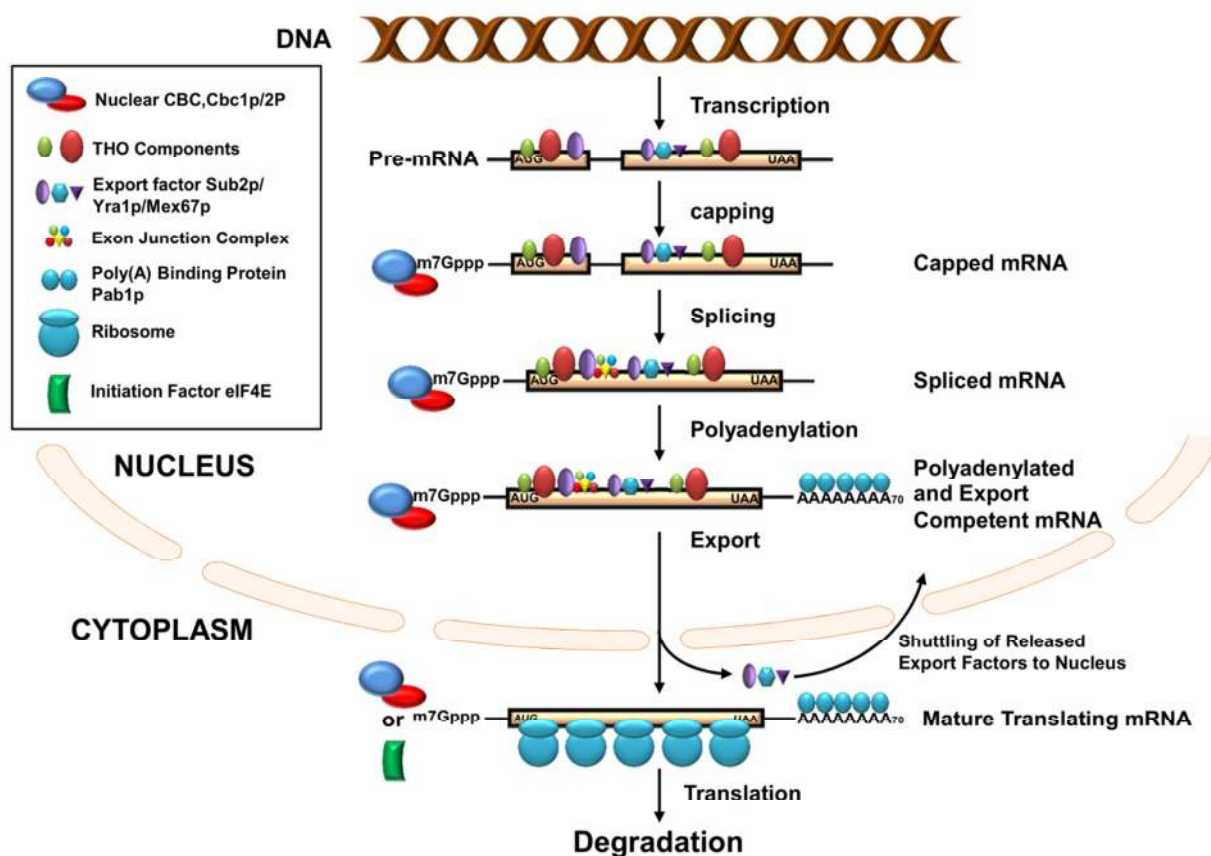 DNA
Nuclear CBC,Cbc1p/2P
THO Components
Export factor Sub2p/
Yra1p/Mex67p
Exon Junction Complex
Poly(A) Binding Protein
Pab1p
Ribosome
Initiation Factor eIF4E
Transcription
Pre-mRNA
AUG
UAA
capping
m7Gppp
AUG
UAA
Capped mRNA
Splicing
m7Gppp
AUG
UAA
Spliced mRNA
Polyadenylation
NUCLEUS
m7Gppp
AUG
UAA
AAAAAAAA70
Polyadenylated
and Export
Competent mRNA
Export
CYTOPLASM
Shuttling of Released
Export Factors to Nucleus
or
m7Gppp
AUG
UAA
AAAAAAAA70
Mature Translating mRNA
Translation
Degradation